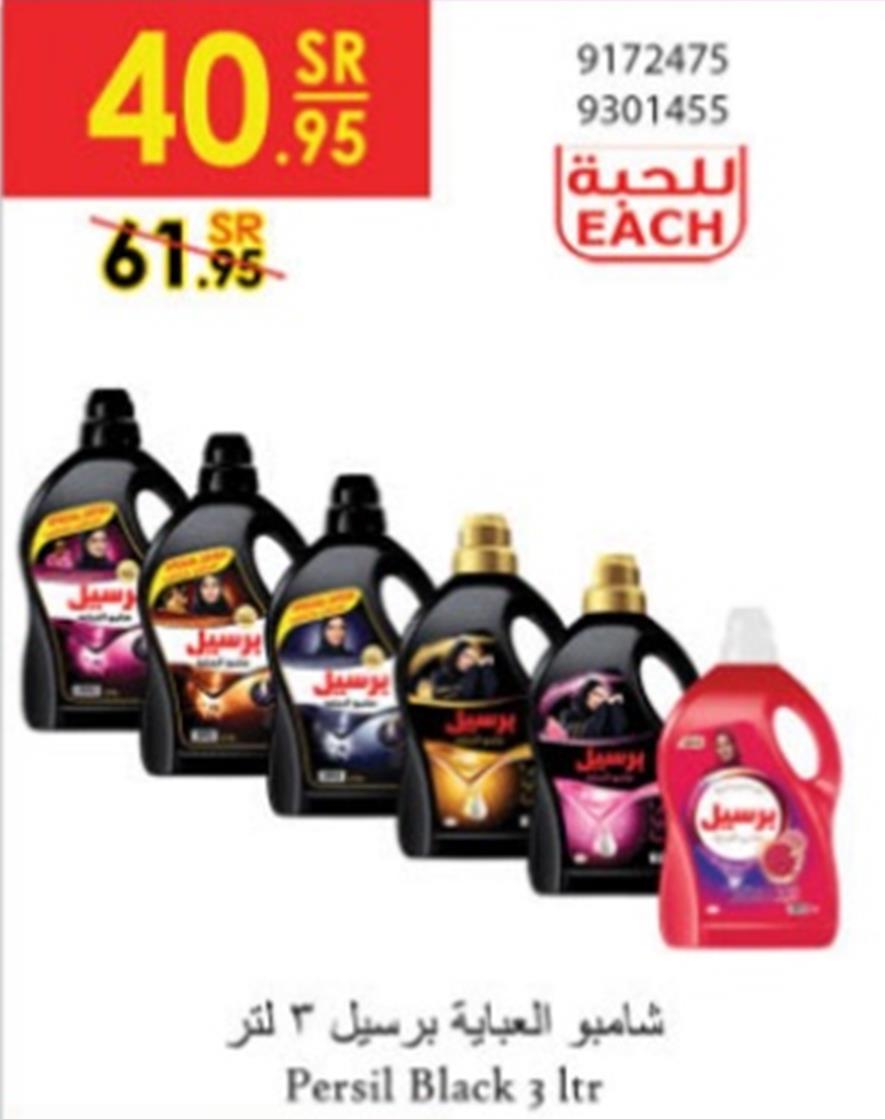 40.95 SR
9172475
9301455
للحبة
EACH
61.95 SR
برسيل
برسيل
برسيل
برسيل
برسيل
برسيل
شامبو العباية برسيل ٣ لتر
Persil Black 3 ltr